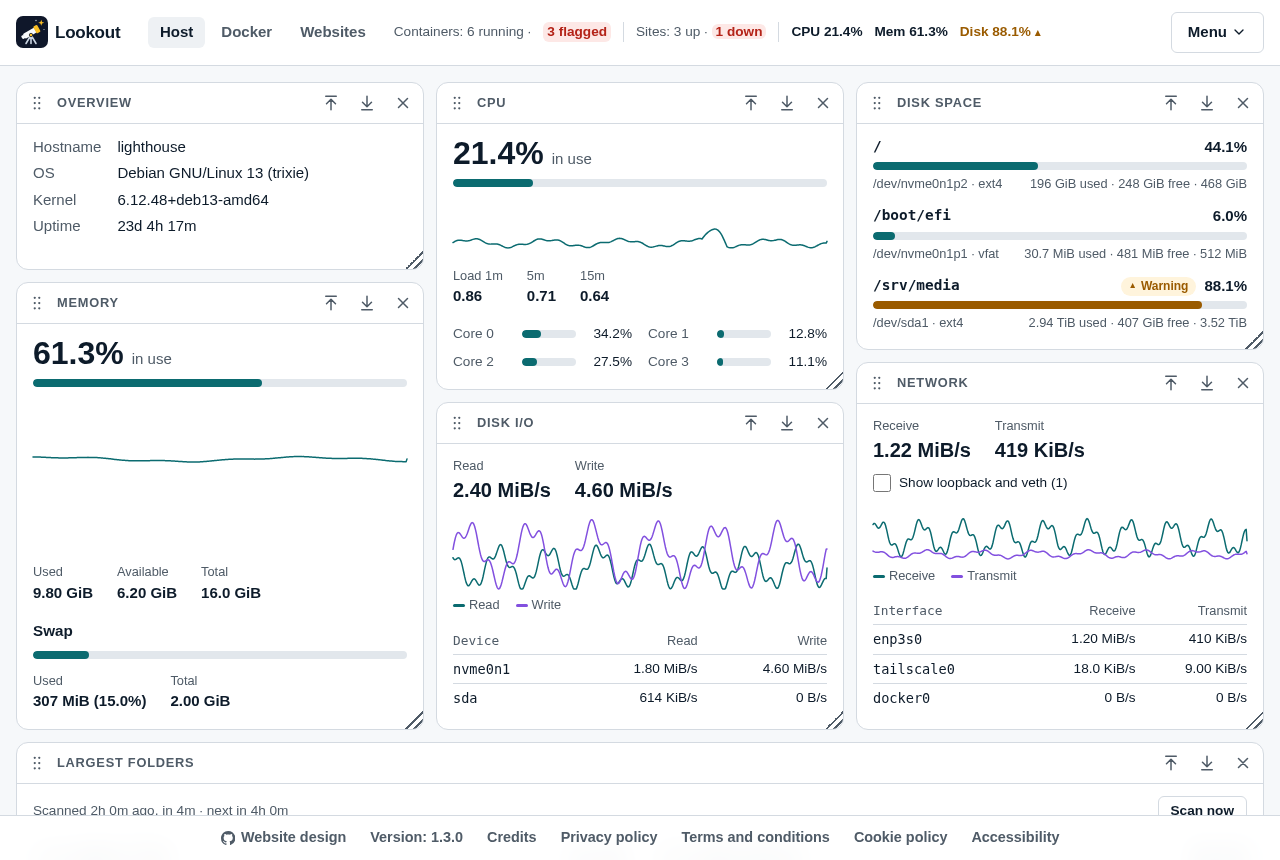 Lookout
Host Docker Websites Containers: 6 running · 3 flagged Sites: 3 up · 1 down CPU 21.4% Mem 61.3% Disk 88.1% ▲ Menu
OVERVIEW
Hostname lighthouse
OS Debian GNU/Linux 13 (trixie)
Kernel 6.12.48+deb13-amd64
Uptime 23d 4h 17m
MEMORY
61.3% in use
Used Available Total
9.80 GiB 6.20 GiB 16.0 GiB
Swap
Used Total
307 MiB (15.0%) 2.00 GiB
CPU
21.4% in use
Load 1m 5m 15m
0.86 0.71 0.64
Core 0 34.2% Core 1 12.8%
Core 2 27.5% Core 3 11.1%
DISK I/O
Read Write
2.40 MiB/s 4.60 MiB/s
Read Write
Device Read Write
nvme0n1 1.80 MiB/s 4.60 MiB/s
sda 614 KiB/s 0 B/s
DISK SPACE
/ 44.1%
/dev/nvme0n1p2 · ext4 196 GiB used · 248 GiB free · 468 GiB
/boot/efi 6.0%
/dev/nvme0n1p1 · vfat 30.7 MiB used · 481 MiB free · 512 MiB
/srv/media ▲ Warning 88.1%
/dev/sda1 · ext4 2.94 TiB used · 407 GiB free · 3.52 TiB
NETWORK
Receive Transmit
1.22 MiB/s 419 KiB/s
Show loopback and veth (1)
Receive Transmit
Interface Receive Transmit
enp3s0 1.20 MiB/s 410 KiB/s
tailscale0 18.0 KiB/s 9.00 KiB/s
docker0 0 B/s 0 B/s
LARGEST FOLDERS
Scanned 2h 0m ago, in 4m · next in 4h 0m Scan now
Website design Version: 1.3.0 Credits Privacy policy Terms and conditions Cookie policy Accessibility